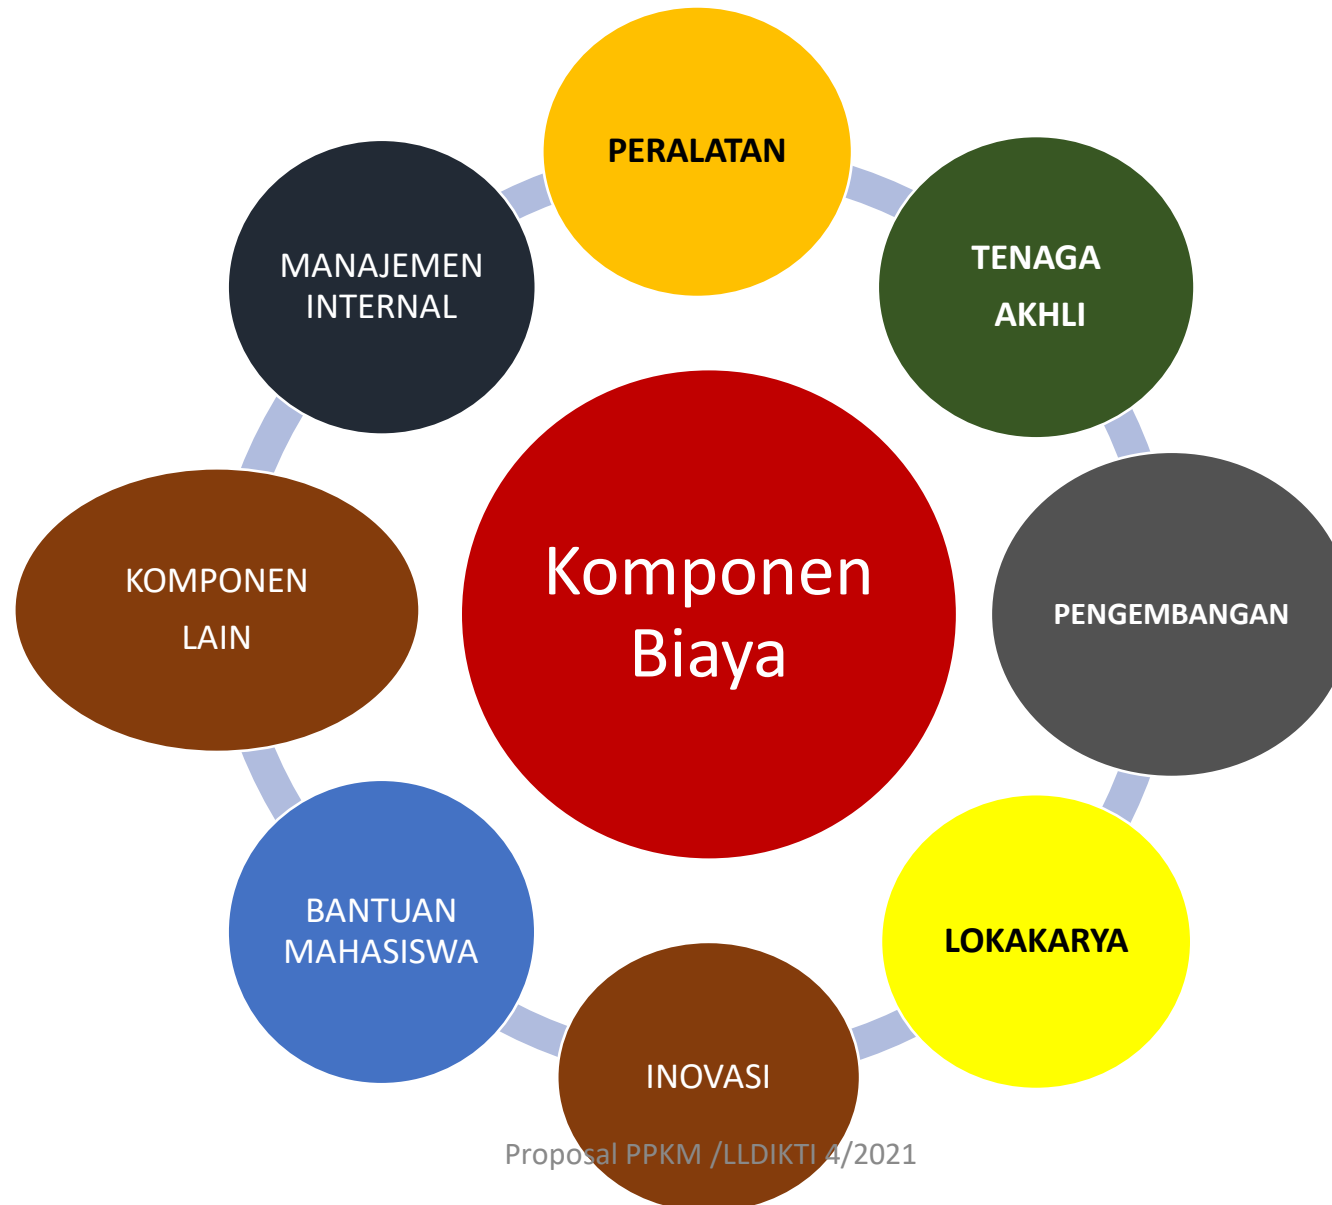 PERALATAN
TENAGA
AKHLI
MANAJEMEN
INTERNAL
Komponen
Biaya
KOMPONEN
LAIN
PENGEMBANGAN
BANTUAN
MAHASISWA
LOKAKARYA
INOVASI
Proposal PPKM /LLDIKTI 4/2021